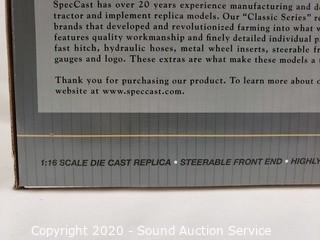 SpecCast has over 20 years experience manufacturing and de
tractor and implement replica models. Our "Classic Series" re
brands that developed and revolutionized farming into what w
features quality workmanship and finely detailed individual p
fast hitch, hydraulic hoses, metal wheel inserts, steerable fr
gauges and logo. These extras are what make these models a t
Thank you for purchasing our product. To learn more about o
website at www.speccast.com.
1:16 SCALE DIE CAST REPLICA • STEERABLE FRONT END • HIGHLY
Copyright 2020 - Sound Auction Service